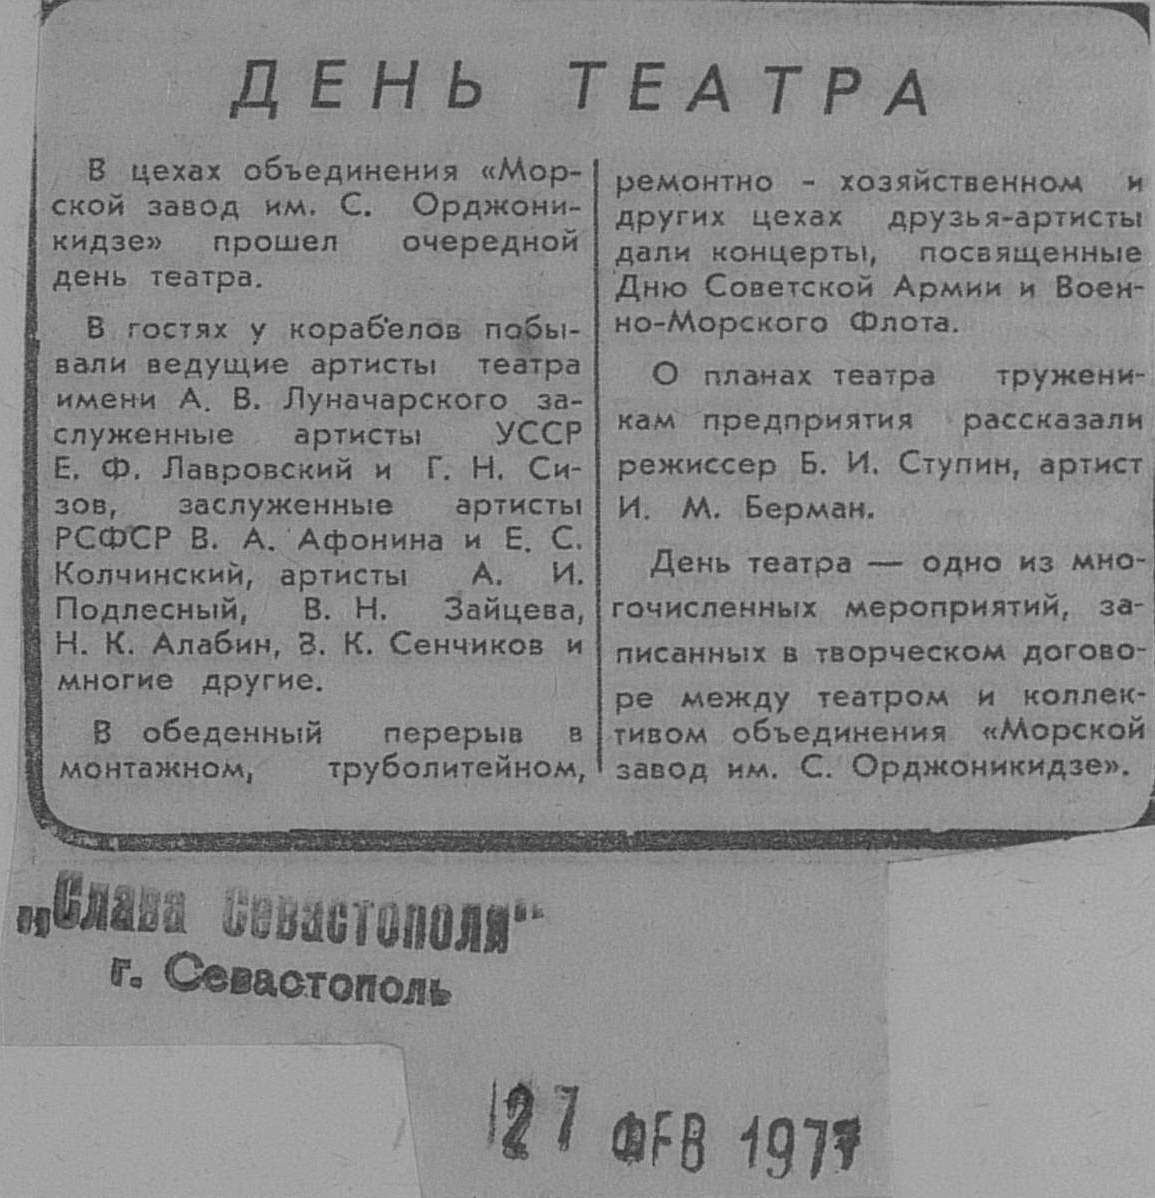 ДЕНЬ ТЕАТРА
В цехах объединения «Мор-
ской завод им. С. Орджони-
кидзе» прошел очередной
день театра.
В гостях у корабелов побы-
вали ведущие артисты театра
имени А. В. Луначарского за-
служенные артисты УССР
Е. Ф. Лавровский и Г. Н. Си-
зов, заслуженные артисты
РСФСР В. А. Афонина и Е. С.
Колчинский, артисты А. И.
Подлесный, В. Н. Зайцева,
Н. К. Алабин, В. К. Сенчиков и
многие другие.
В обеденный перерыв в
монтажном, труболитейном,
ремонтно - хозяйственном и
других цехах друзья-артисты
дали концерты, посвященные
Дню Советской Армии и Воен-
но-Морского Флота.
О планах театра тружени-
кам предприятия рассказали
режиссер Б. И. Ступин, артист
И. М. Берман.
День театра — одно из мно-
гочисленных мероприятий, за-
писанных в творческом догово-
ре между театром и коллек-
тивом объединения «Морской
завод им. С. Орджоникидзе».
„Слава Севастополя"
г. Севастополь
27 ФЕВ 1977